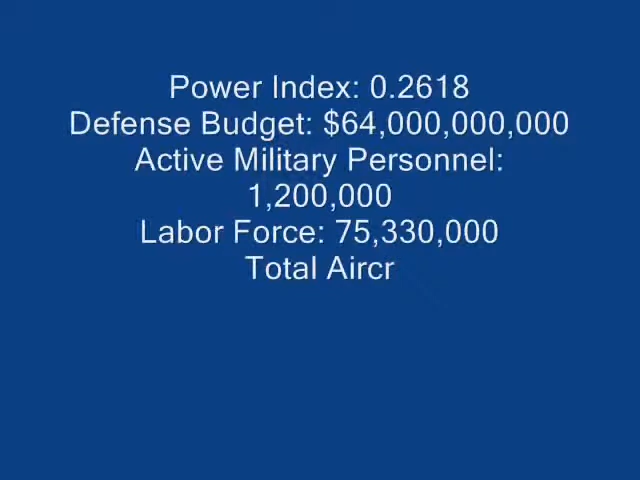 Power Index: 0.2618
Defense Budget: $64,000,000,000
Active Military Personnel:
1,200,000
Labor Force: 75,330,000
Total Aircr